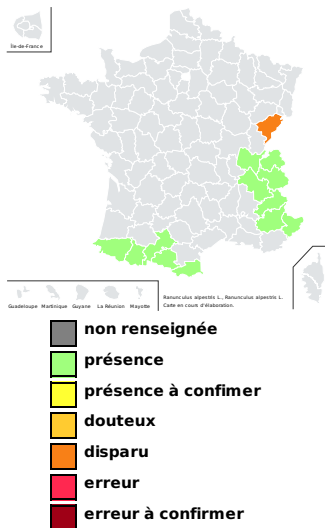 Île-de-France
Guadeloupe Martinique Guyane La Réunion Mayotte
Ranunculus alpestris L., Ranunculus alpestris L.
Carte en cours d'élaboration.
non renseignée
présence
présence à confimer
douteux
disparu
erreur
erreur à confirmer